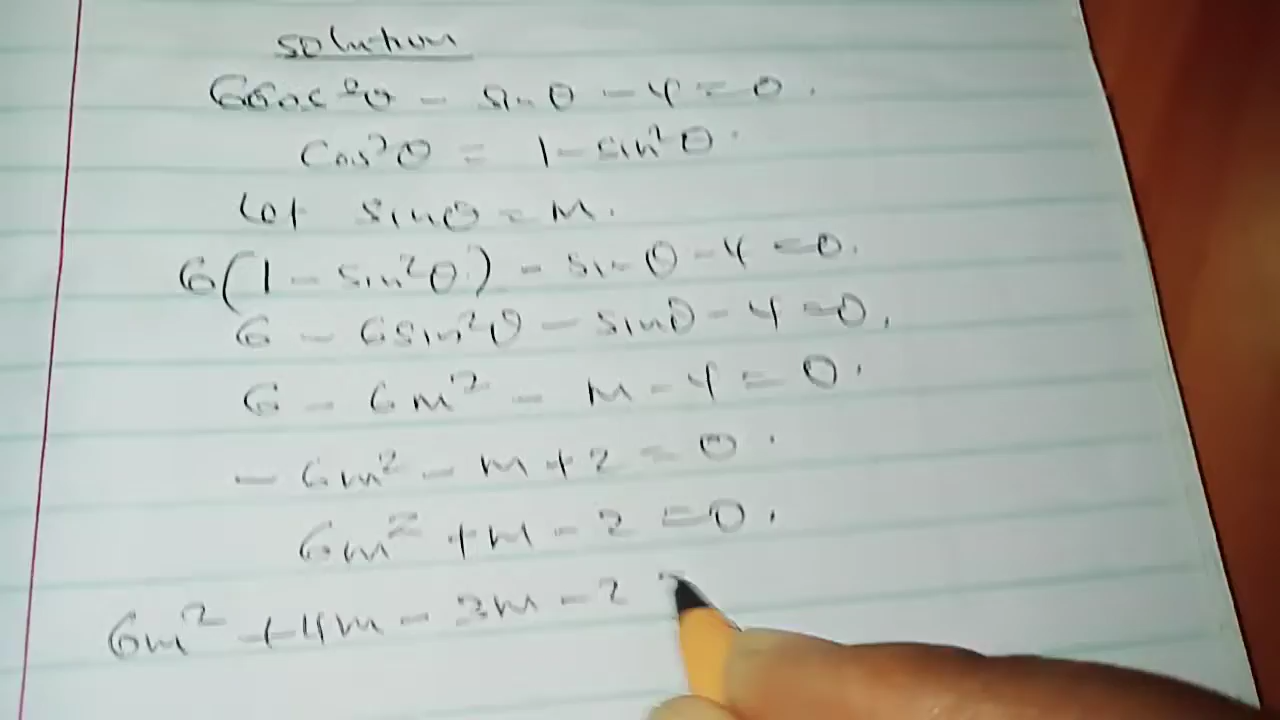 solution
6Cos²θ - sinθ - 4 = 0.
Cos²θ = 1 - sin²θ.
Let sinθ = M.
6(1 - sin²θ) - sinθ - 4 = 0.
6 - 6sin²θ - sinθ - 4 = 0.
6 - 6m² - M - 4 = 0.
- 6m² - m + 2 = 0.
6m² + m - 2 = 0.
6m² + 4m - 3m - 2 =